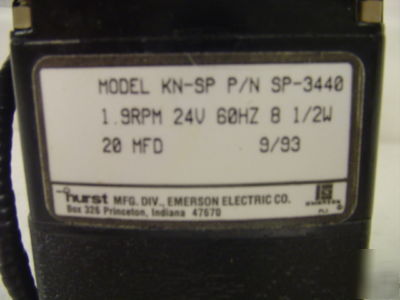 MODEL KN-SP P/N SP-3440
1.9RPM 24V 60HZ 8 1/2W
20 MFD 9/93
hurst MFG. DIV., EMERSON ELECTRIC CO.
Box 326 Princeton, Indiana 47670
EMERSON